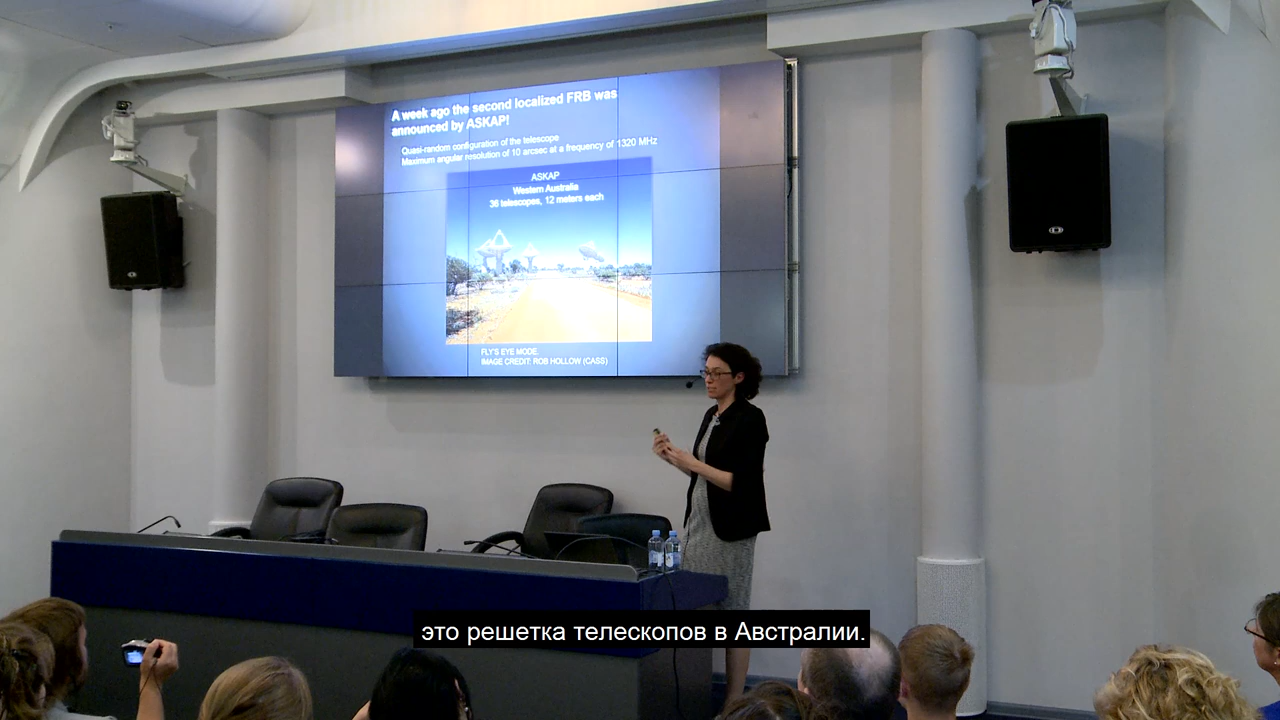 A week ago the second localized FRB was
announced by ASKAP!
Quasi-random configuration of the telescope
Maximum angular resolution of 10 arcsec at a frequency of 1320 MHz
ASKAP
Western Australia
36 telescopes, 12 meters each
FLY'S EYE MODE.
IMAGE CREDIT: ROB HOLLOW (CASS)
это решетка телескопов в Австралии.